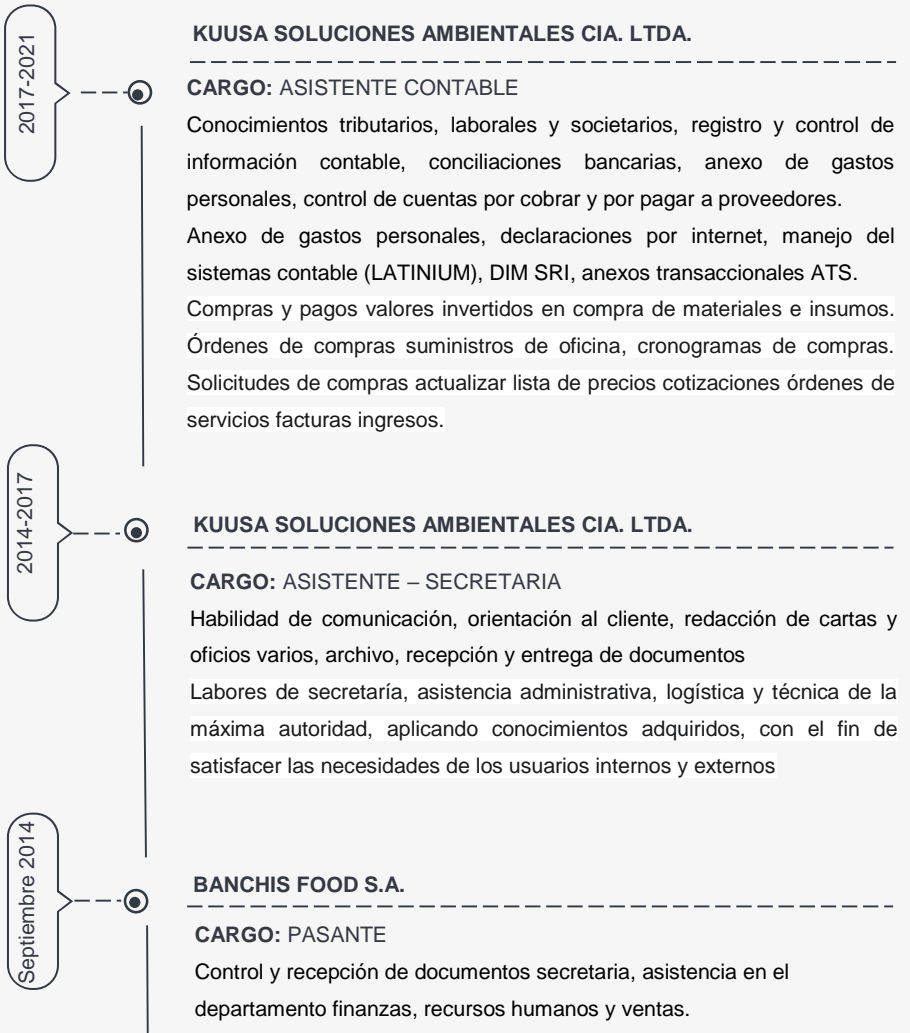 2017-2021
KUUSA SOLUCIONES AMBIENTALES CIA. LTDA.
CARGO: ASISTENTE CONTABLE
Conocimientos tributarios, laborales y societarios, registro y control de
información contable, conciliaciones bancarias, anexo de gastos
personales, control de cuentas por cobrar y por pagar a proveedores.
Anexo de gastos personales, declaraciones por internet, manejo del
sistemas contable (LATINIUM), DIM SRI, anexos transaccionales ATS.
Compras y pagos valores invertidos en compra de materiales e insumos.
Órdenes de compras suministros de oficina, cronogramas de compras.
Solicitudes de compras actualizar lista de precios cotizaciones órdenes de
servicios facturas ingresos.
2014-2017
KUUSA SOLUCIONES AMBIENTALES CIA. LTDA.
CARGO: ASISTENTE – SECRETARIA
Habilidad de comunicación, orientación al cliente, redacción de cartas y
oficios varios, archivo, recepción y entrega de documentos
Labores de secretaría, asistencia administrativa, logística y técnica de la
máxima autoridad, aplicando conocimientos adquiridos, con el fin de
satisfacer las necesidades de los usuarios internos y externos
Septiembre 2014
BANCHIS FOOD S.A.
CARGO: PASANTE
Control y recepción de documentos secretaria, asistencia en el
departamento finanzas, recursos humanos y ventas.